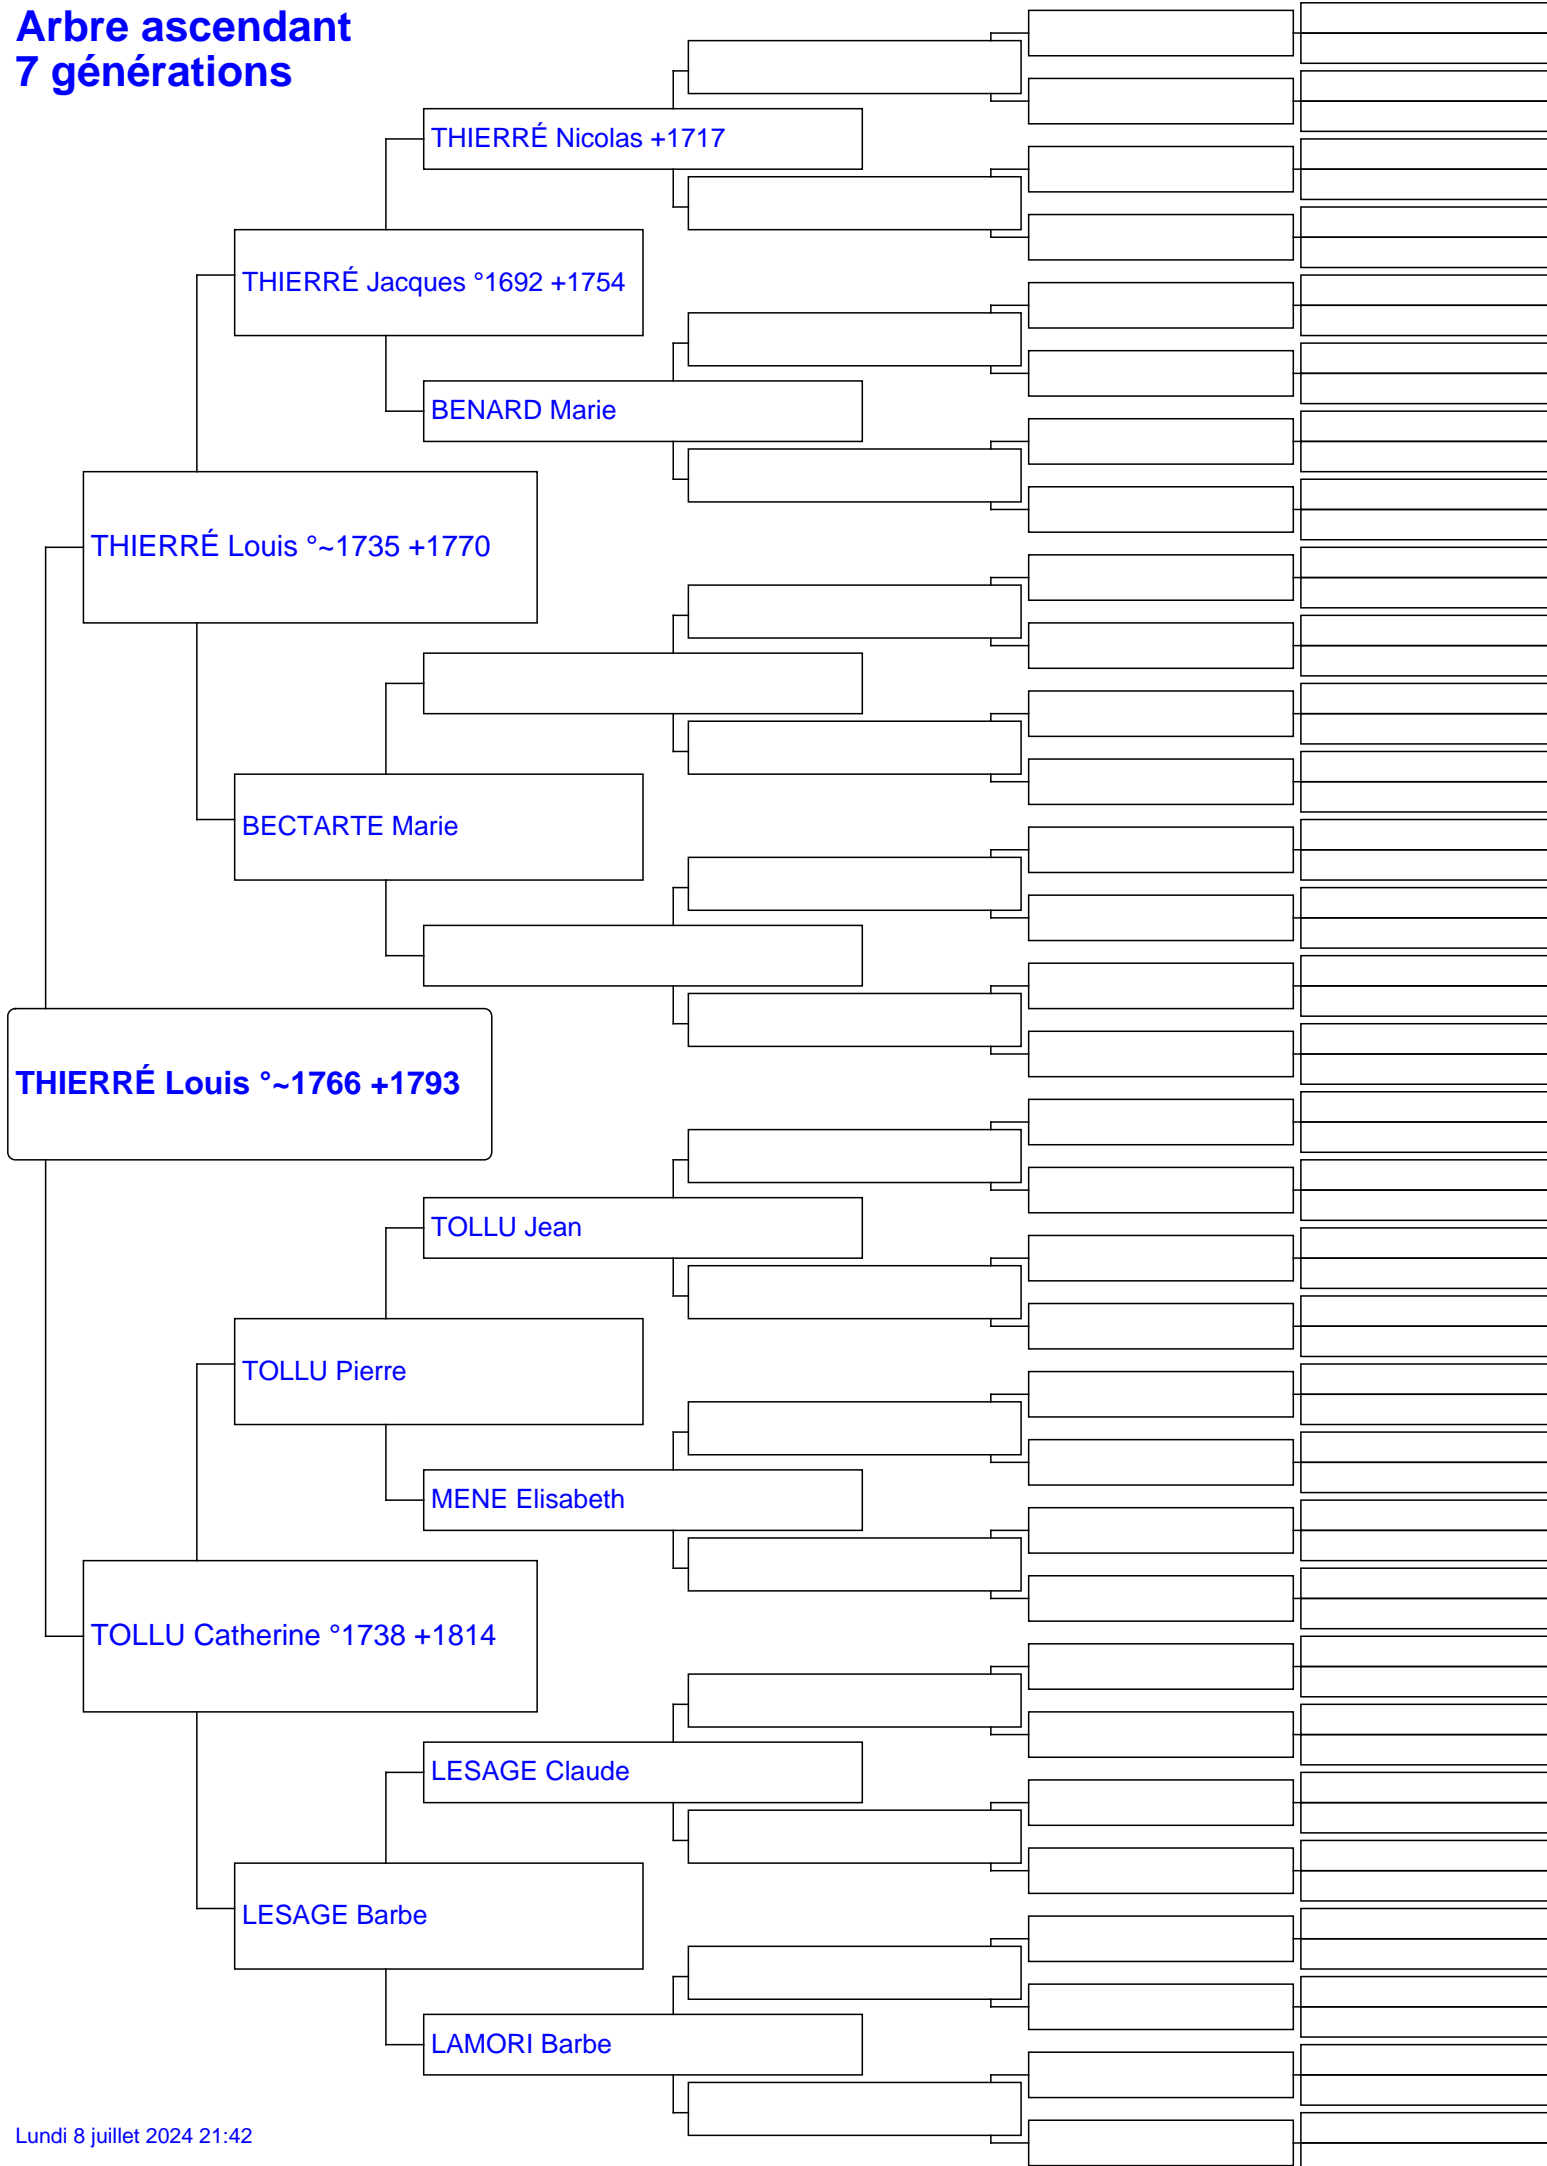 Arbre ascendant
7 générations
THIERRÉ Nicolas +1717
THIERRÉ Jacques °1692 +1754
BENARD Marie
THIERRÉ Louis °~1735 +1770
BECTARTE Marie
THIERRÉ Louis °~1766 +1793
TOLLU Jean
TOLLU Pierre
MENE Elisabeth
TOLLU Catherine °1738 +1814
LESAGE Claude
LESAGE Barbe
LAMORI Barbe
Lundi 8 juillet 2024 21:42